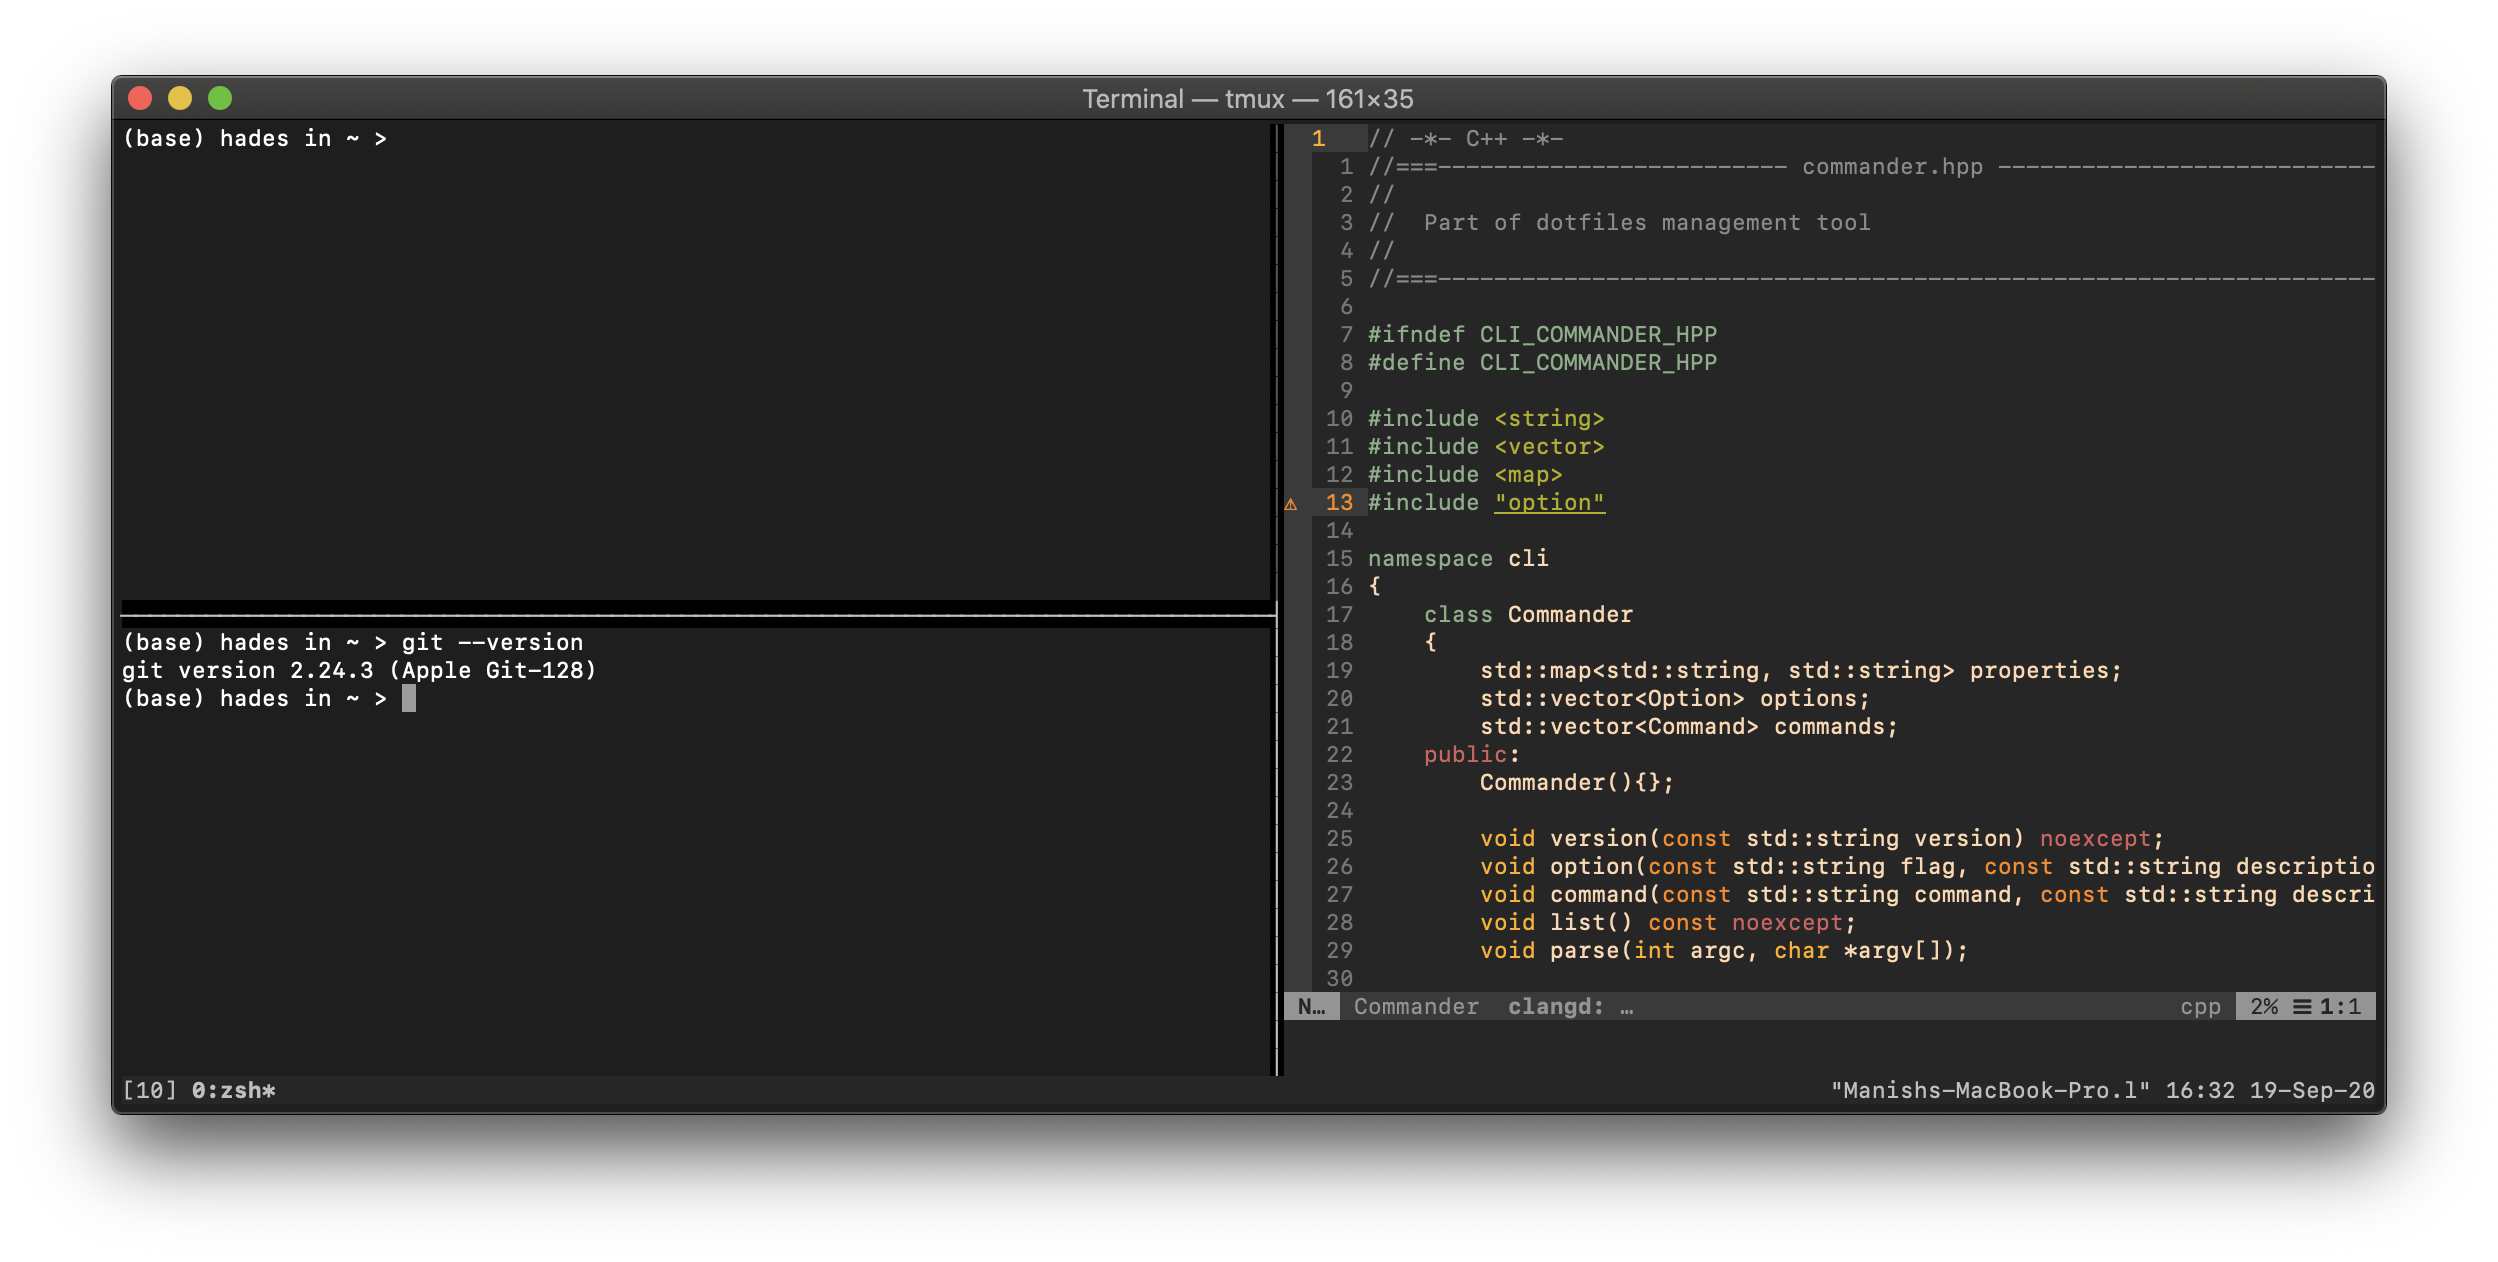 Terminal — tmux — 161×35
(base) hades in ~ >
(base) hades in ~ > git --version
git version 2.24.3 (Apple Git-128)
(base) hades in ~ >
1 // -*- C++ -*-
1 //===------------------------- commander.hpp ---------------------------
2 //
3 //  Part of dotfiles management tool
4 //
5 //===-------------------------------------------------------------------
6
7 #ifndef CLI_COMMANDER_HPP
8 #define CLI_COMMANDER_HPP
9
10 #include <string>
11 #include <vector>
12 #include <map>
⚠ 13 #include "option"
14
15 namespace cli
16 {
17     class Commander
18     {
19         std::map<std::string, std::string> properties;
20         std::vector<Option> options;
21         std::vector<Command> commands;
22     public:
23         Commander(){};
24
25         void version(const std::string version) noexcept;
26         void option(const std::string flag, const std::string descriptio
27         void command(const std::string command, const std::string descri
28         void list() const noexcept;
29         void parse(int argc, char *argv[]);
30
N… Commander clangd: … cpp 2% ☰ 1:1
[10] 0:zsh* "Manishs-MacBook-Pro.l" 16:32 19-Sep-20